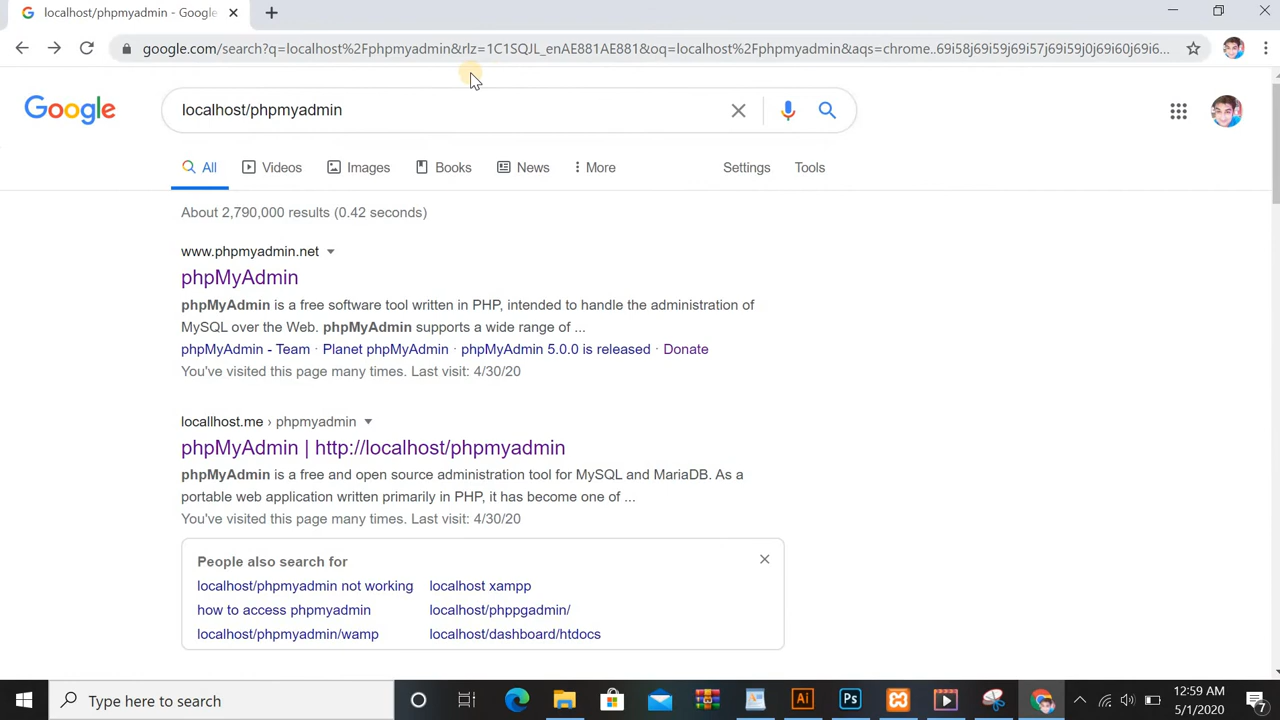 localhost/phpmyadmin - Google
google.com/search?q=localhost%2Fphpmyadmin&rlz=1C1SQJL_enAE881AE881&oq=localhost%2Fphpmyadmin&aqs=chrome..69i58j69i59j69i57j69i59j0j69i60j69i6...
Google
localhost/phpmyadmin
All Videos Images Books News More Settings Tools
About 2,790,000 results (0.42 seconds)
www.phpmyadmin.net
phpMyAdmin
phpMyAdmin is a free software tool written in PHP, intended to handle the administration of
MySQL over the Web. phpMyAdmin supports a wide range of ...
phpMyAdmin - Team · Planet phpMyAdmin · phpMyAdmin 5.0.0 is released · Donate
You've visited this page many times. Last visit: 4/30/20
locallhost.me › phpmyadmin
phpMyAdmin | http://localhost/phpmyadmin
phpMyAdmin is a free and open source administration tool for MySQL and MariaDB. As a
portable web application written primarily in PHP, it has become one of ...
You've visited this page many times. Last visit: 4/30/20
People also search for
localhost/phpmyadmin not working localhost xampp
how to access phpmyadmin localhost/phppgadmin/
localhost/phpmyadmin/wamp localhost/dashboard/htdocs
Type here to search
Ai
Ps
12:59 AM
5/1/2020
7